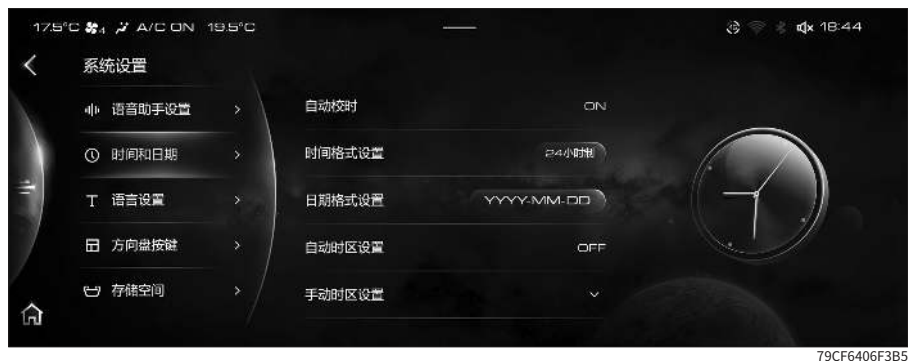 17.5°C 4 A/C ON 19.5°C 18:44
系统设置
语音助手设置
时间和日期
语言设置
方向盘按键
存储空间
自动校时 ON
时间格式设置 24小时制
日期格式设置 YYYY-MM-DD
自动时区设置 OFF
手动时区设置
79CF6406F3B5